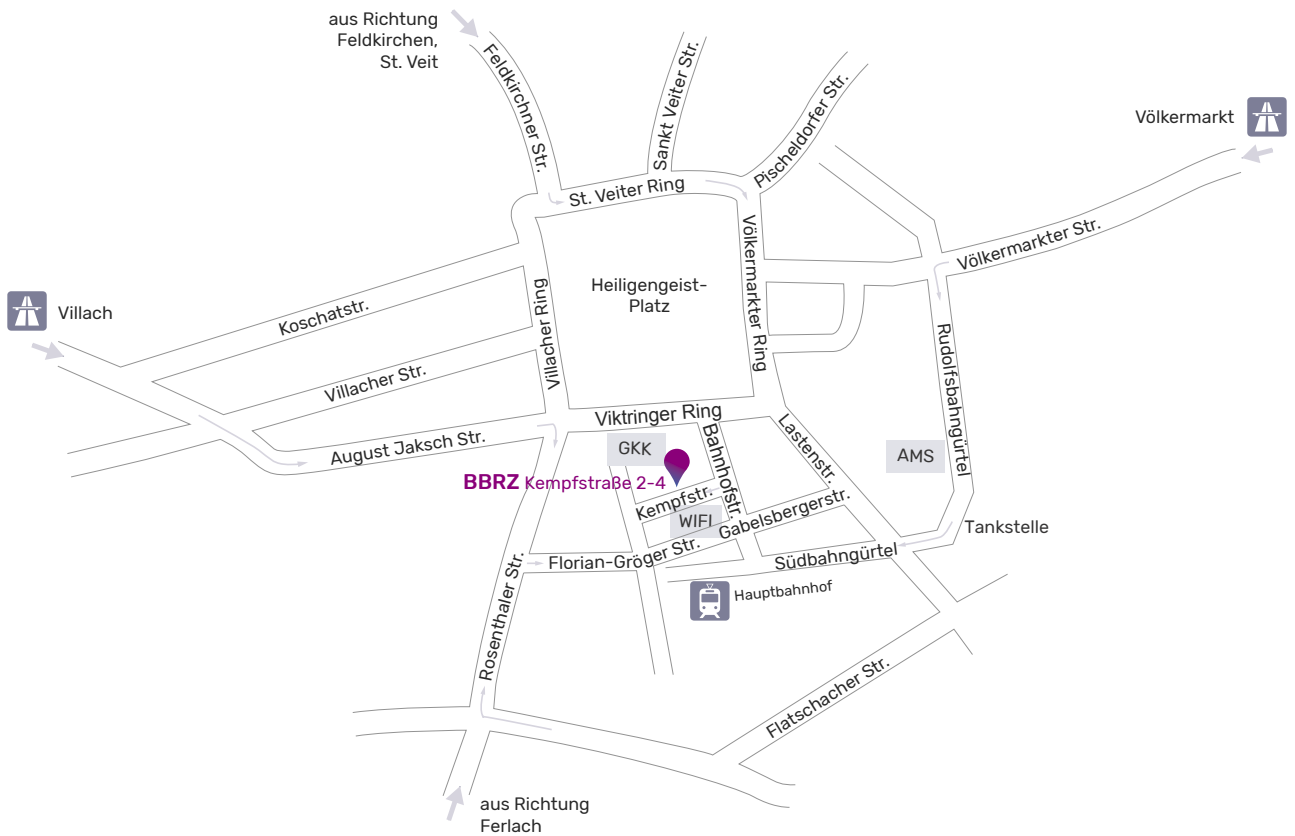 aus Richtung
Feldkirchen,
St. Veit
Feldkirchner Str.
Sankt Veiter Str.
Pischeldorfer Str.
Völkermarkt
St. Veiter Ring
Völkermarkter Str.
Völkermarkter Ring
Heiligengeist-
Platz
Villach
Koschatstr.
Villacher Ring
Villacher Str.
Rudolfsbahngürtel
Viktringer Ring
August Jaksch Str.
GKK
Bahnhofstr.
Lastenstr.
AMS
BBRZ Kempfstraße 2-4
Kempfstr.
WIFI
Gabelsbergerstr.
Tankstelle
Florian-Gröger Str.
Südbahngürtel
Hauptbahnhof
Rosenthaler Str.
Flatschacher Str.
aus Richtung
Ferlach